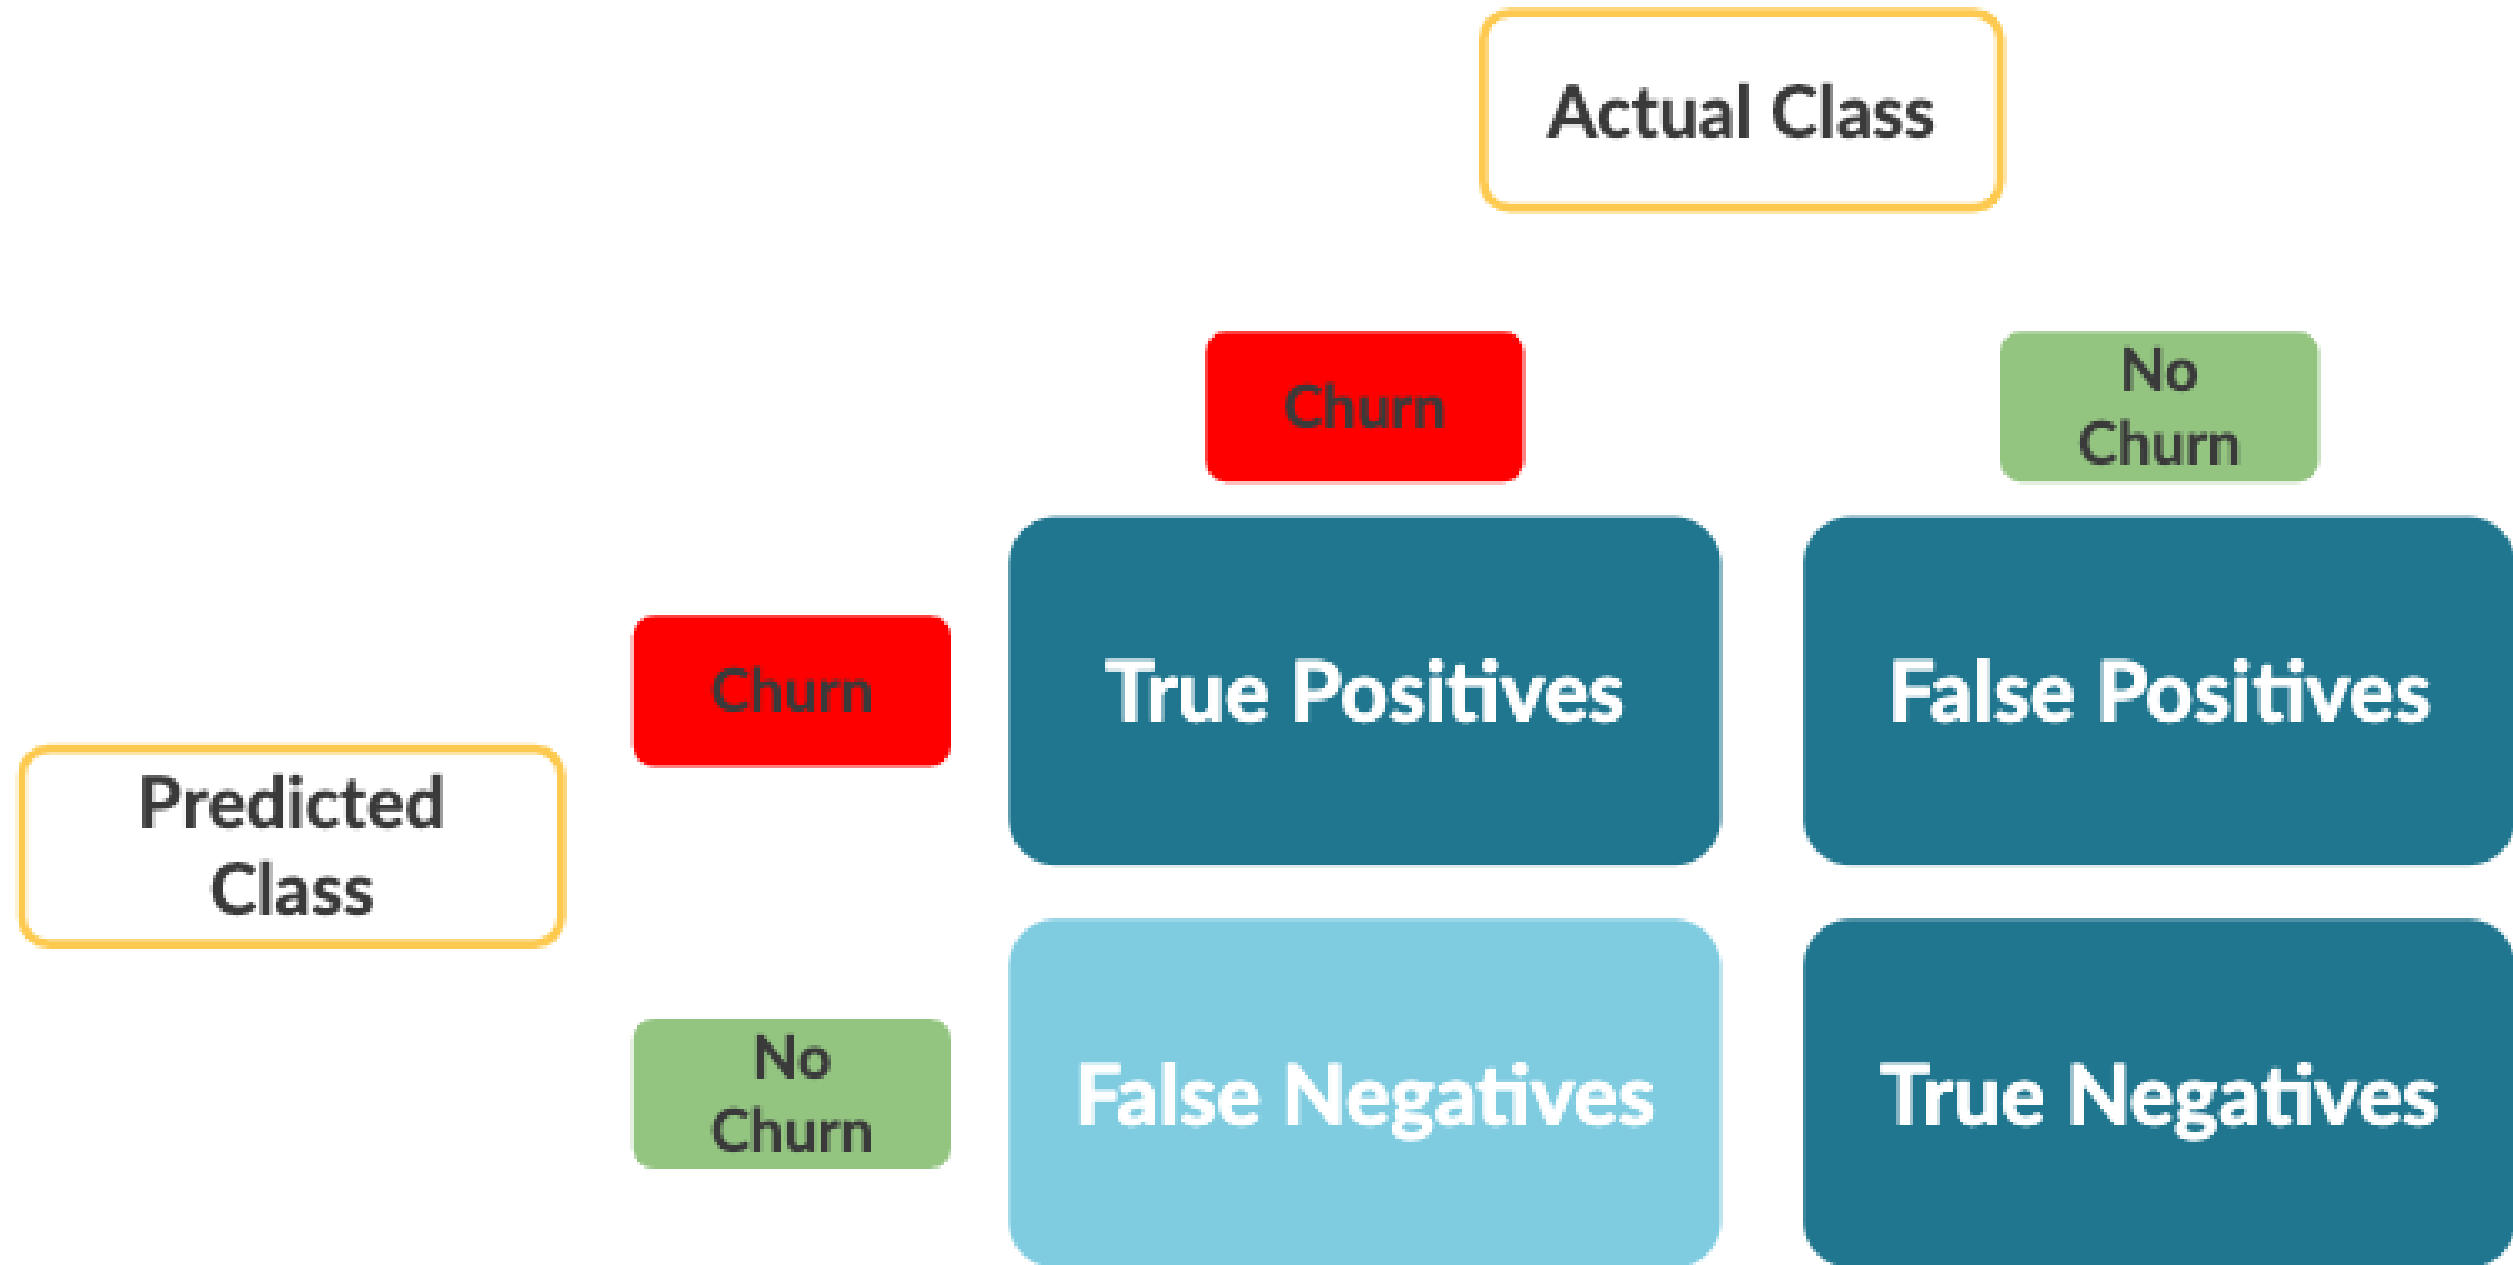 Actual Class
Churn
No
Churn
Churn
True Positives
False Positives
Predicted
Class
No
Churn
False Negatives
True Negatives